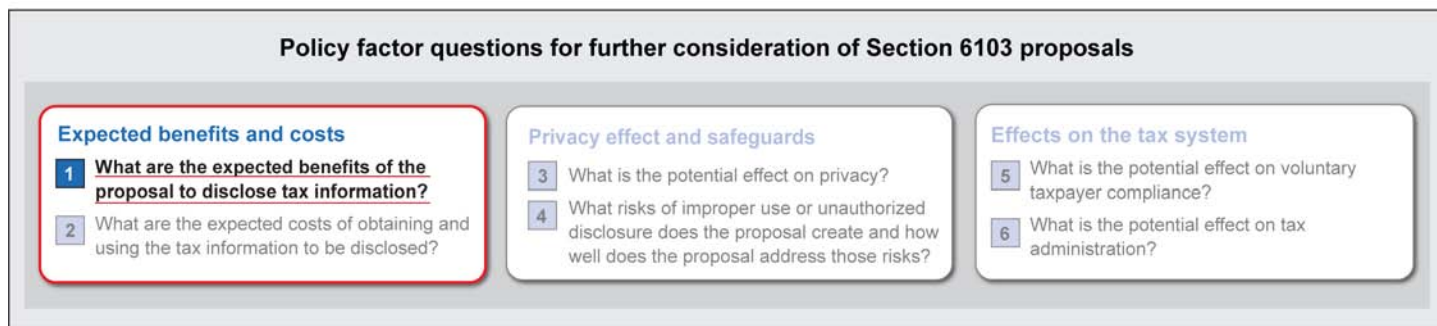 Policy factor questions for further consideration of Section 6103 proposals
Expected benefits and costs
1 What are the expected benefits of the
proposal to disclose tax information?
2 What are the expected costs of obtaining and
using the tax information to be disclosed?
Privacy effect and safeguards
3 What is the potential effect on privacy?
4 What risks of improper use or unauthorized
disclosure does the proposal create and how
well does the proposal address those risks?
Effects on the tax system
5 What is the potential effect on voluntary
taxpayer compliance?
6 What is the potential effect on tax
administration?